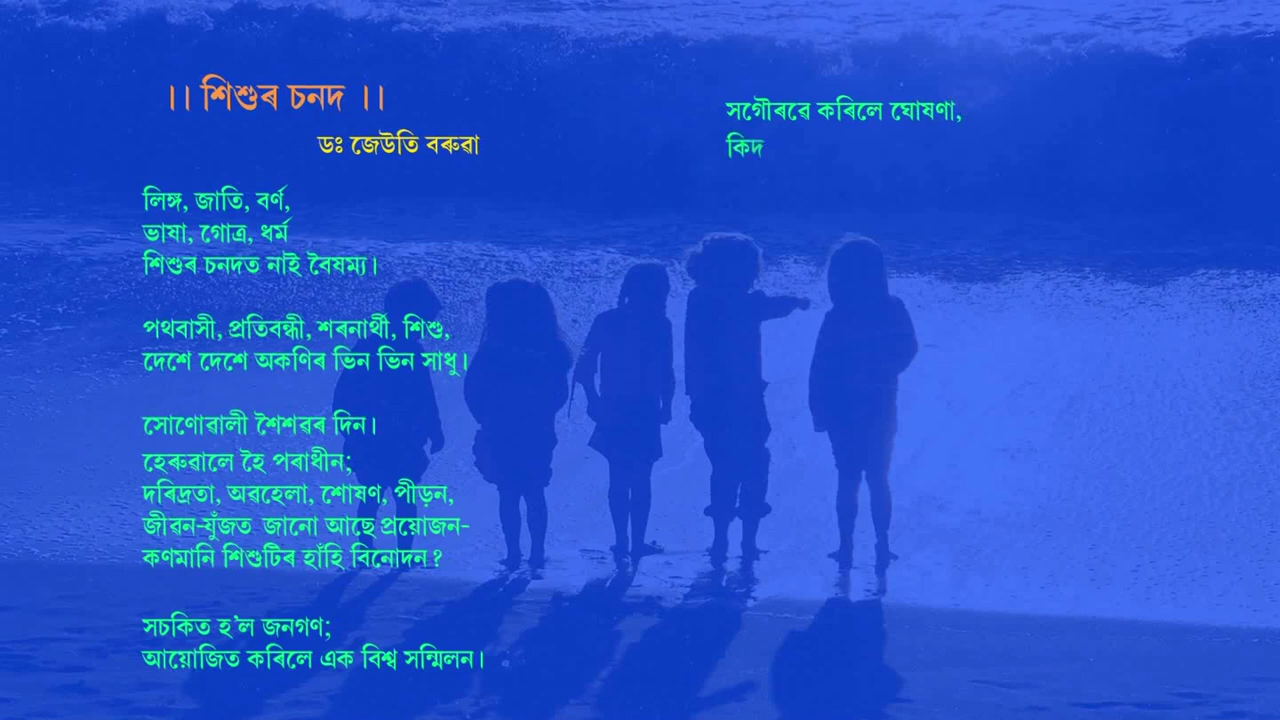 ।। শিশুৰ চনদ ।।
ডঃ জেউতি বৰুৱা
লিঙ্গ, জাতি, বৰ্ণ,
ভাষা, গোত্ৰ, ধৰ্ম
শিশুৰ চনদত নাই বৈষম্য।
পথবাসী, প্ৰতিবন্ধী, শৰনাৰ্থী, শিশু,
দেশে দেশে অকণিৰ ভিন ভিন সাধু।
সোণোৱালী শৈশৱৰ দিন।
হেৰুৱালে হৈ পৰাধীন;
দৰিদ্ৰতা, অৱহেলা, শোষণ, পীড়ন,
জীৱন-যুঁজত জানো আছে প্ৰয়োজন-
কণমানি শিশুটিৰ হাঁহি বিনোদন?
সচকিত হ'ল জনগণ;
আয়োজিত কৰিলে এক বিশ্ব সন্মিলন।
সগৌৰৱে কৰিলে ঘোষণা,
কিদ